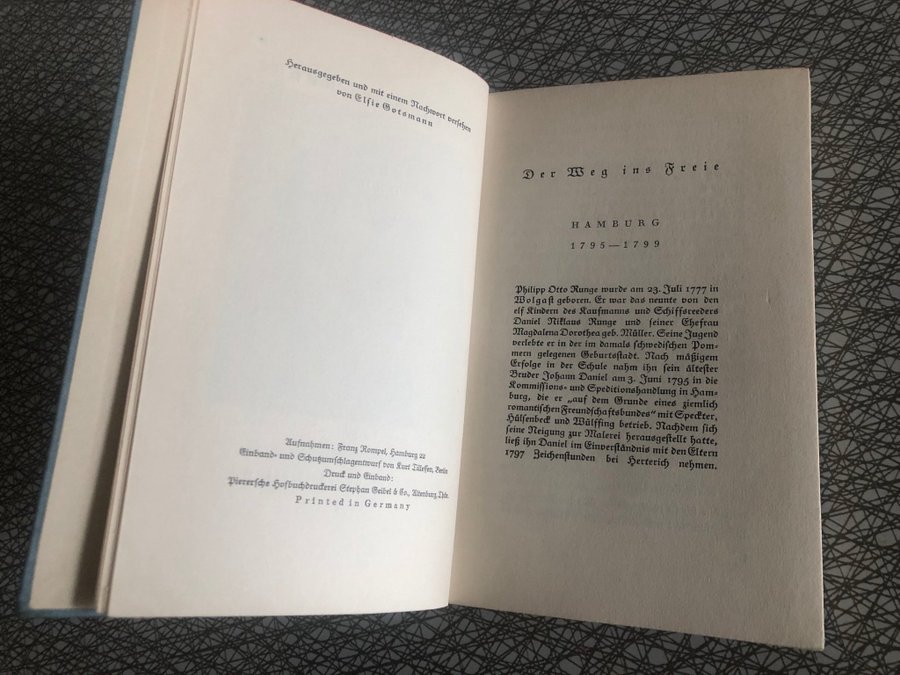 Herausgegeben und mit einem Nachwort versehen
von Elsie Gotsmann
Aufnahmen: Franz Rompel, Hamburg 22
Einband- und Schutzumschlagentwurf von Kurt Tillessen, Berlin
Druck und Einband:
Pierersche Hofbuchdruckerei Stephan Geibel & Co., Altenburg, Thür.
Printed in Germany
Der Weg ins Freie
HAMBURG
1795—1799
Philipp Otto Runge wurde am 23. Juli 1777 in
Wolgast geboren. Er war das neunte von den
elf Kindern des Kaufmanns und Schiffsreeders
Daniel Niklaus Runge und seiner Ehefrau
Magdalena Dorothea geb. Müller. Seine Jugend
verlebte er in der im damals schwedischen Pom-
mern gelegenen Geburtsstadt. Nach mäßigem
Erfolge in der Schule nahm ihn sein ältester
Bruder Johann Daniel am 3. Juni 1795 in die
Kommissions- und Speditionshandlung in Ham-
burg, die er „auf dem Grunde eines ziemlich
romantischen Freundschaftsbundes“ mit Speckter,
Hülsenbeck und Wülffing betrieb. Nachdem sich
seine Neigung zur Malerei herausgestellt hatte,
ließ ihn Daniel im Einverständnis mit den Eltern
1797 Zeichenstunden bei Herterich nehmen.